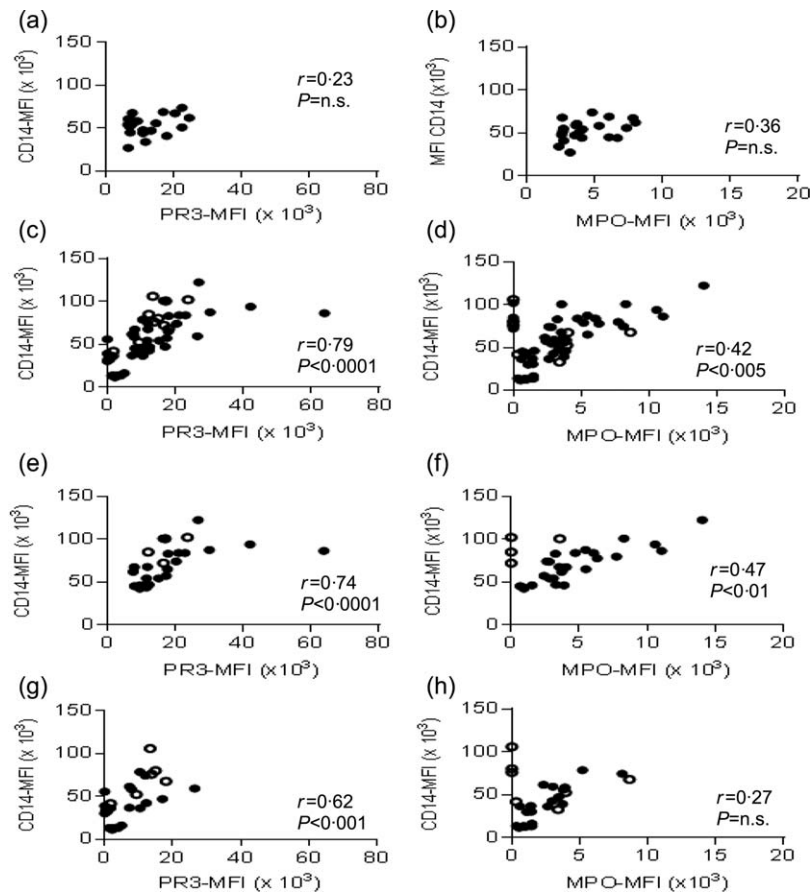 (a)
CD14-MFI (x 10³)
150
100
50
0
r=0·23
P=n.s.
0 20 40 60 80
PR3-MFI (x 10³)
(b)
MFI CD14 (x10³)
150
100
50
0
r=0·36
P=n.s.
0 5 10 15 20
MPO-MFI (x10³)
(c)
CD14-MFI (x 10³)
150
100
50
0
r=0·79
P<0·0001
0 20 40 60 80
PR3-MFI (x 10³)
(d)
CD14-MFI (x 10³)
150
100
50
0
r=0·42
P<0·005
0 5 10 15 20
MPO-MFI (x10³)
(e)
CD14-MFI (x 10³)
150
100
50
0
r=0·74
P<0·0001
0 20 40 60 80
PR3-MFI (x 10³)
(f)
CD14-MFI (x 10³)
150
100
50
0
r=0·47
P<0·01
0 5 10 15 20
MPO-MFI (x10³)
(g)
CD14-MFI (x 10³)
150
100
50
0
r=0·62
P<0·001
0 20 40 60 80
PR3-MFI (x 10³)
(h)
CD14-MFI (x 10³)
150
100
50
0
r=0·27
P=n.s.
0 5 10 15 20
MPO-MFI (x10³)